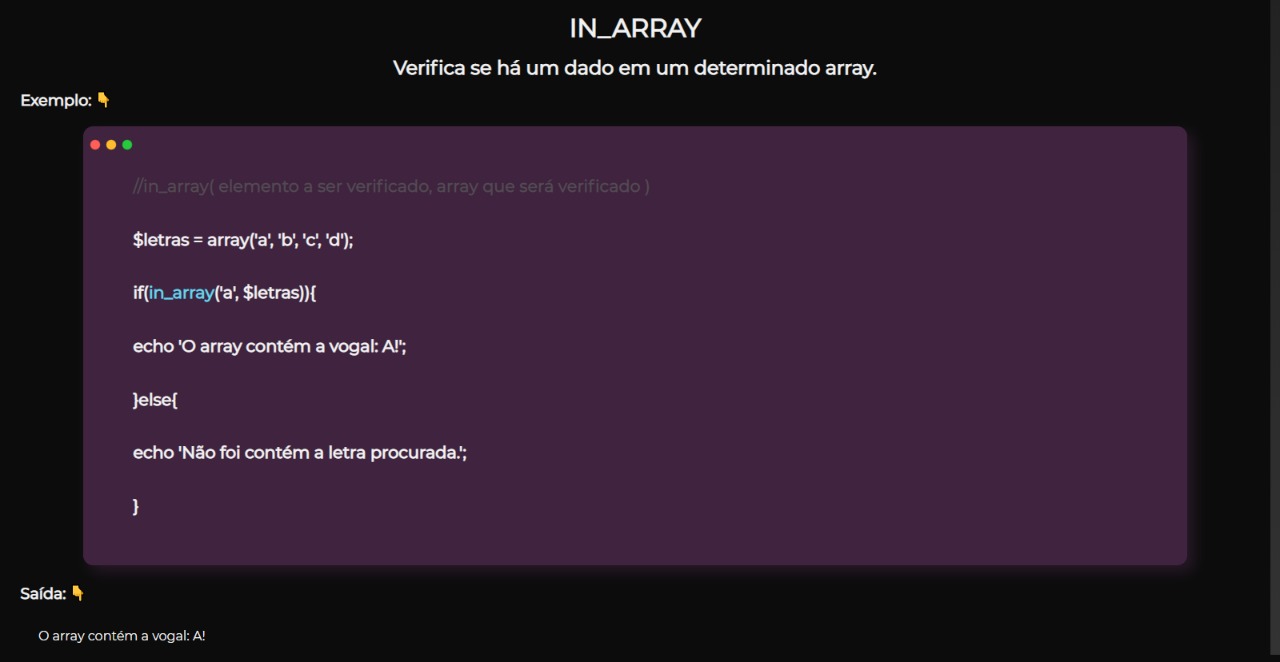 IN_ARRAY
Verifica se há um dado em um determinado array.
Exemplo: 👇
//in_array( elemento a ser verificado, array que será verificado )
$letras = array('a', 'b', 'c', 'd');
if(in_array('a', $letras)){
echo 'O array contém a vogal: A!';
}else{
echo 'Não foi contém a letra procurada.';
}
Saída: 👇
O array contém a vogal: A!